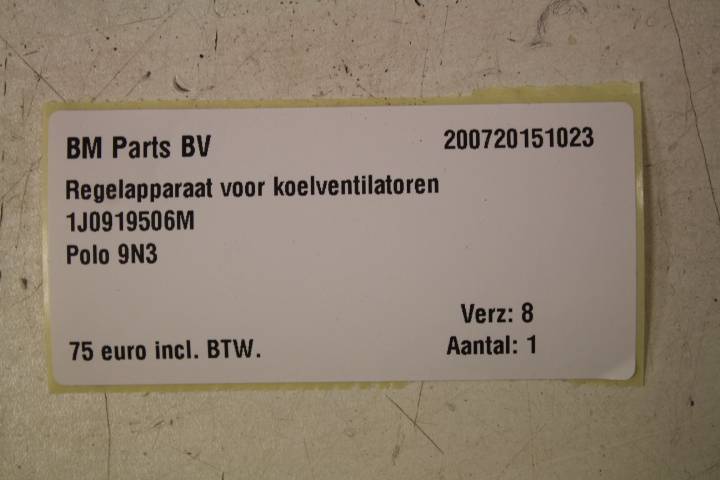 BM Parts BV 200720151023
Regelapparaat voor koelventilatoren
1J0919506M
Polo 9N3
Verz: 8
75 euro incl. BTW. Aantal: 1